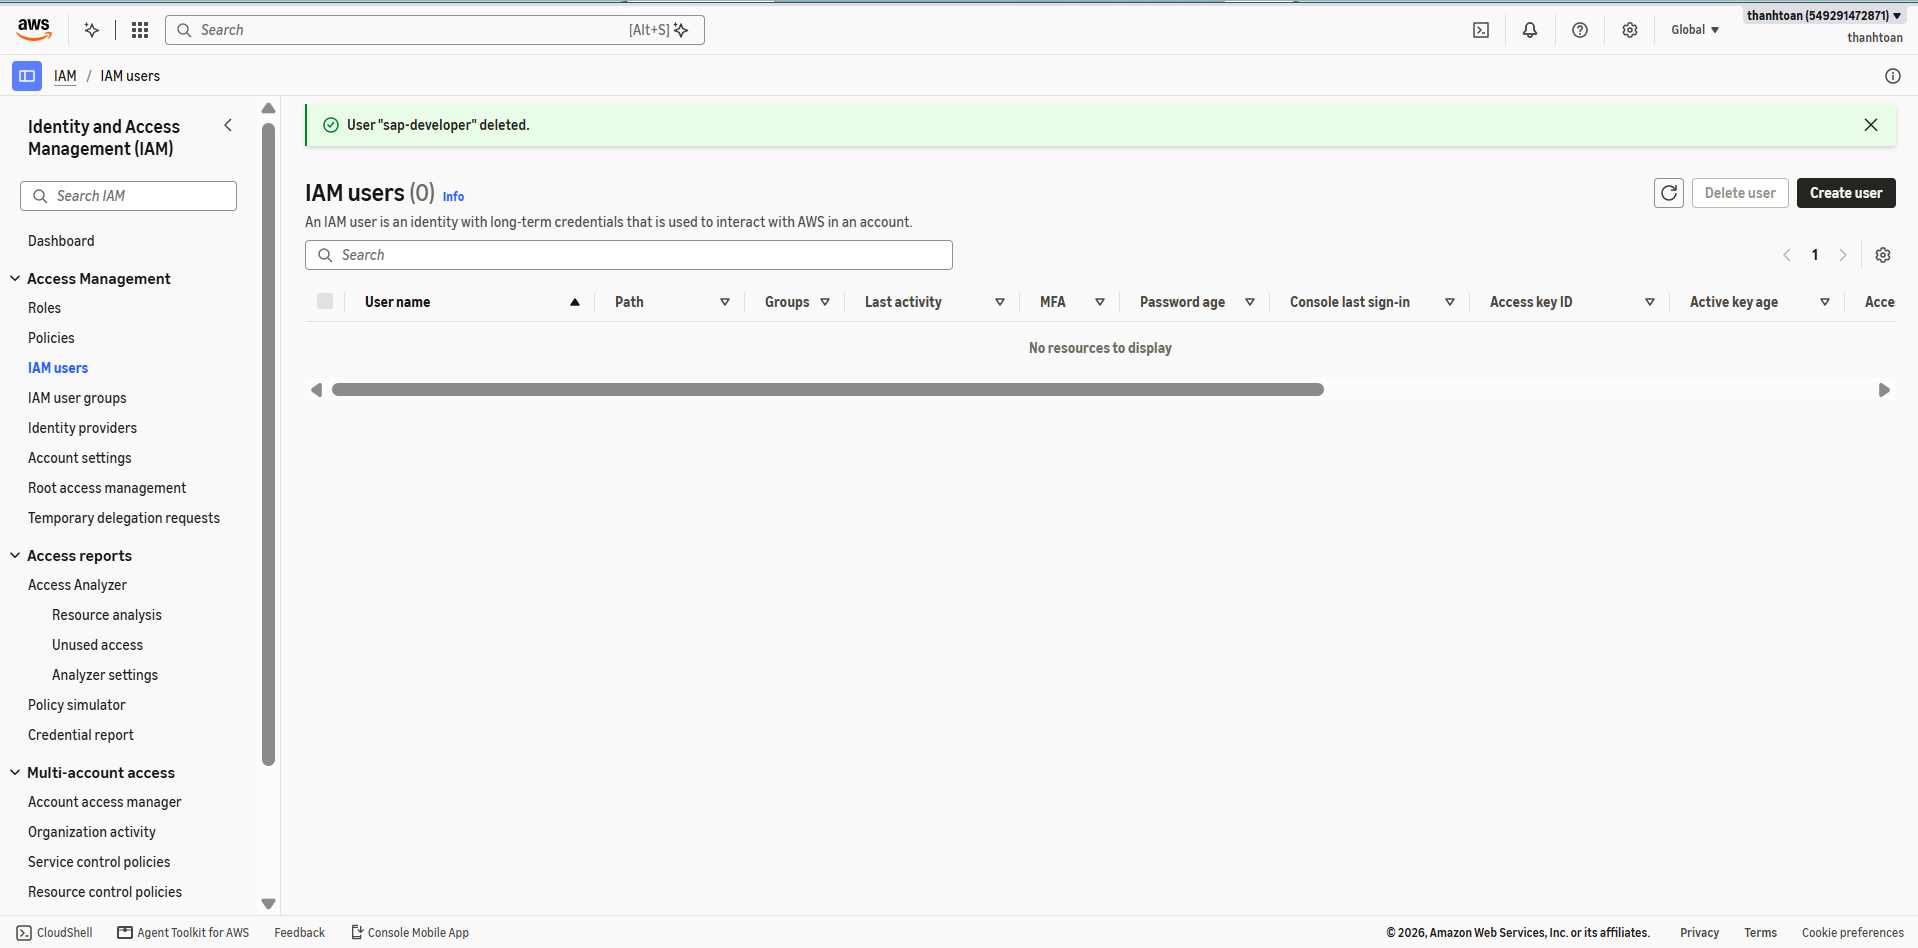 aws
Search
[Alt+S]
Global
thanhtoan (549291472871)
thanhtoan
IAM / IAM users
Identity and Access Management (IAM)
Search IAM
Dashboard
Access Management
Roles
Policies
IAM users
IAM user groups
Identity providers
Account settings
Root access management
Temporary delegation requests
Access reports
Access Analyzer
Resource analysis
Unused access
Analyzer settings
Policy simulator
Credential report
Multi-account access
Account access manager
Organization activity
Service control policies
Resource control policies
User "sap-developer" deleted.
IAM users (0) Info
Delete user
Create user
An IAM user is an identity with long-term credentials that is used to interact with AWS in an account.
Search
1
User name Path Groups Last activity MFA Password age Console last sign-in Access key ID Active key age Acce
No resources to display
CloudShell Agent Toolkit for AWS Feedback Console Mobile App
© 2026, Amazon Web Services, Inc. or its affiliates. Privacy Terms Cookie preferences